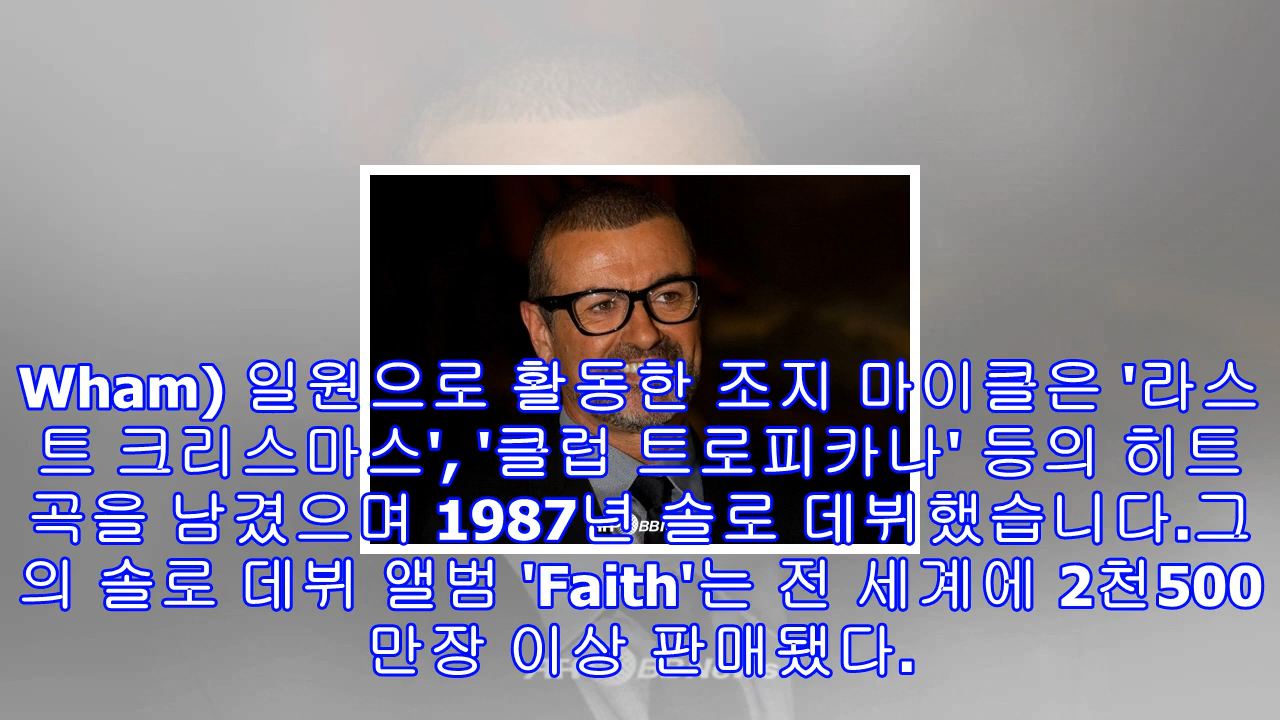 Wham) 일원으로 활동한 조지 마이클은 '라스
트 크리스마스', '클럽 트로피카나' 등의 히트
곡을 남겼으며 1987년 솔로 데뷔했습니다.그
의 솔로 데뷔 앨범 'Faith'는 전 세계에 2천500
만장 이상 판매됐다.